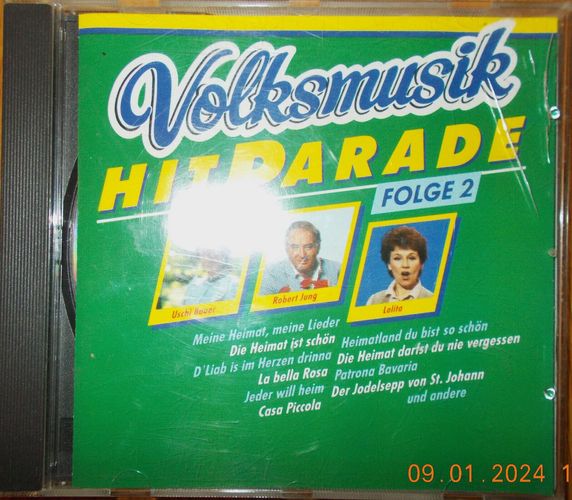 Volksmusik
HITPARADE
FOLGE 2
Uschi Bauer
Robert Jung
Lolita
Meine Heimat, meine Lieder
Die Heimat ist schön
D'Liab is im Herzen drinna
La bella Rosa
Jeder will heim
Casa Piccola
Heimatland du bist so schön
Die Heimat darfst du nie vergessen
Patrona Bavaria
Der Jodelsepp von St. Johann
und andere
09.01.2024 1